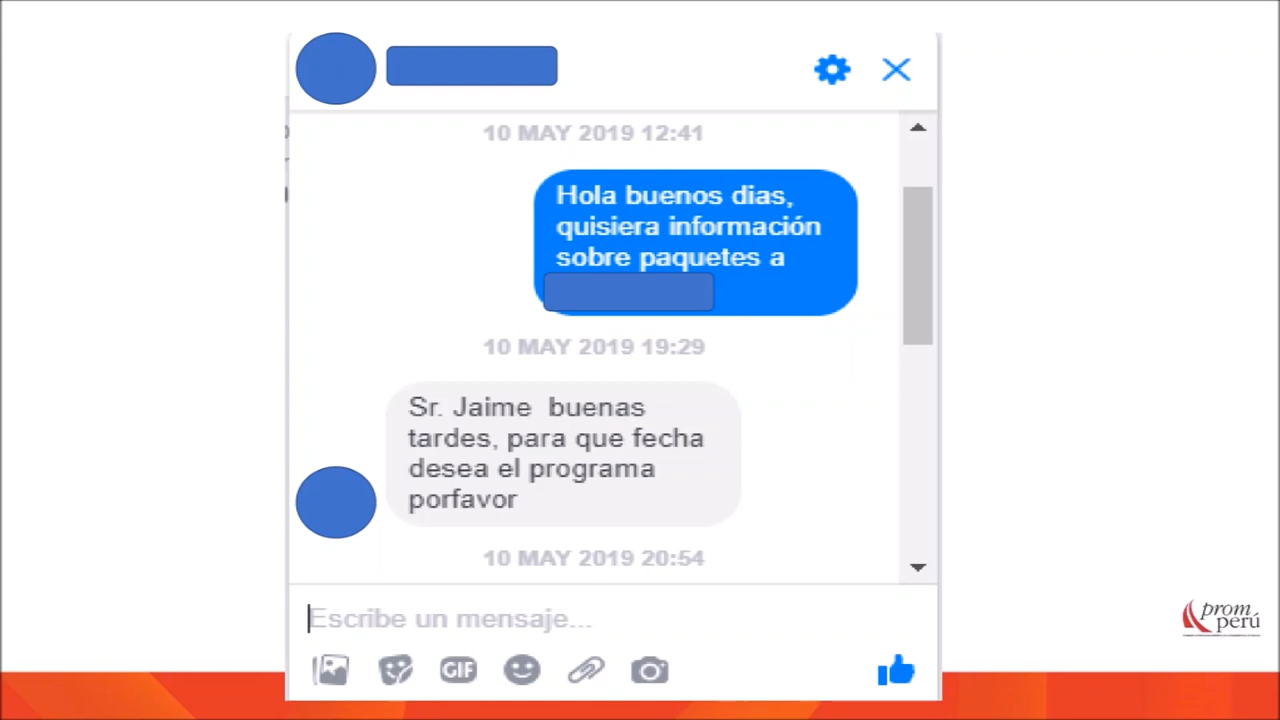 10 MAY 2019 12:41
Hola buenos dias,
quisiera información
sobre paquetes a
10 MAY 2019 19:29
Sr. Jaime buenas
tardes, para que fecha
desea el programa
porfavor
10 MAY 2019 20:54
Escribe un mensaje...
GIF
prom
perú